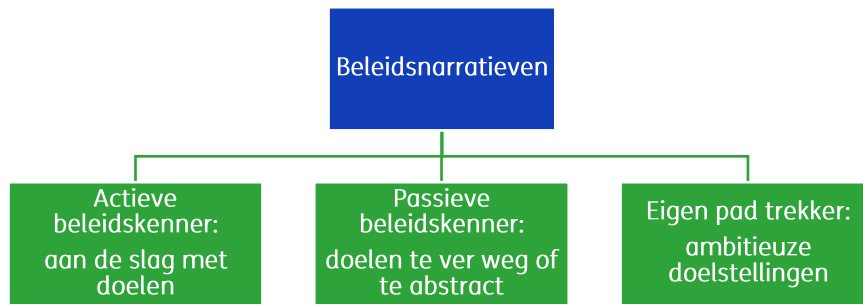 Beleidsnarratieven
Actieve
beleidskenner:
aan de slag met
doelen
Passieve
beleidskenner:
doelen te ver weg of
te abstract
Eigen pad trekker:
ambitieuze
doelstellingen